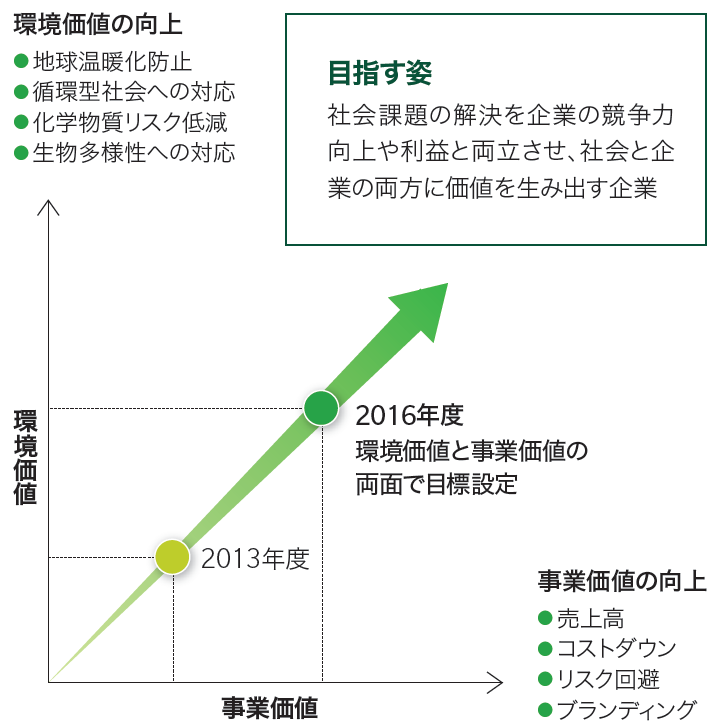 環境価値の向上
●地球温暖化防止
●循環型社会への対応
●化学物質リスク低減
●生物多様性への対応
目指す姿
社会課題の解決を企業の競争力
向上や利益と両立させ、社会と企
業の両方に価値を生み出す企業
環境価値
2016年度
環境価値と事業価値の
両面で目標設定
2013年度
事業価値
事業価値の向上
●売上高
●コストダウン
●リスク回避
●ブランディング